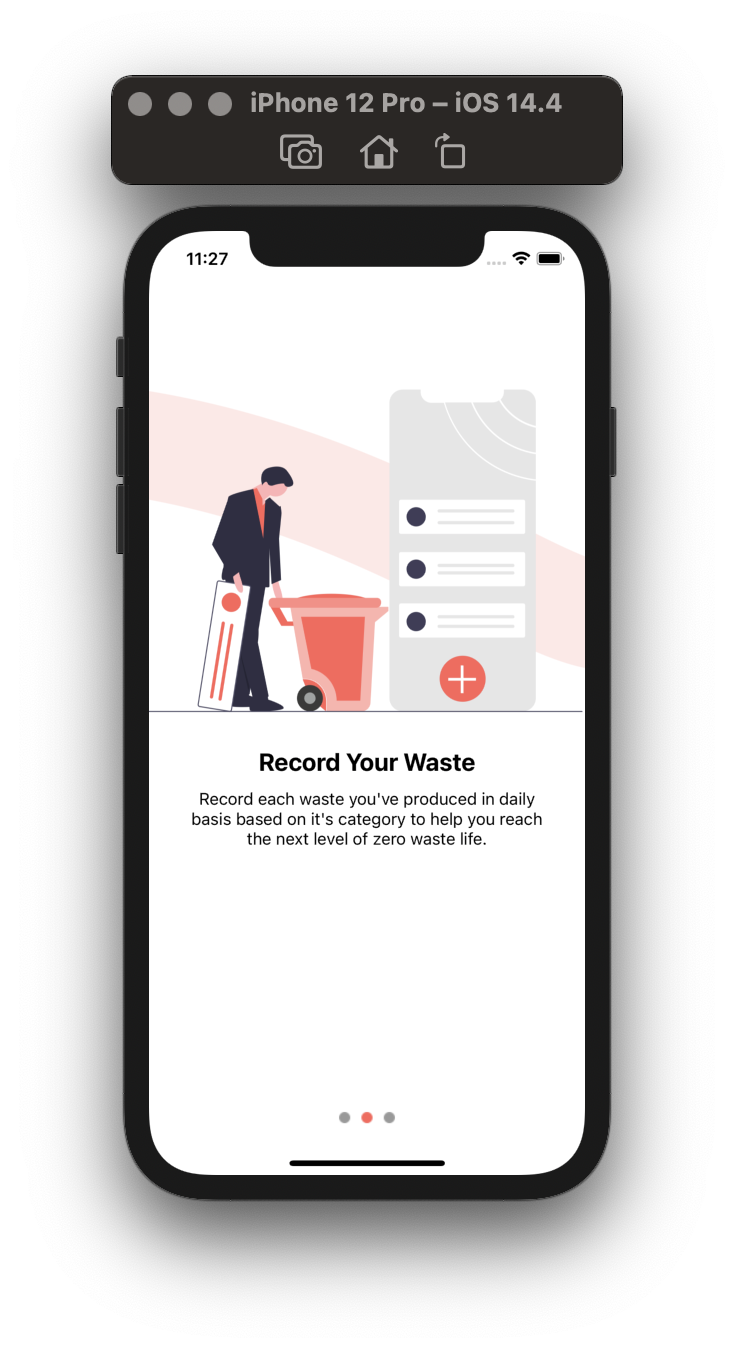 iPhone 12 Pro – iOS 14.4
11:27
Record Your Waste
Record each waste you've produced in daily
basis based on it's category to help you reach
the next level of zero waste life.